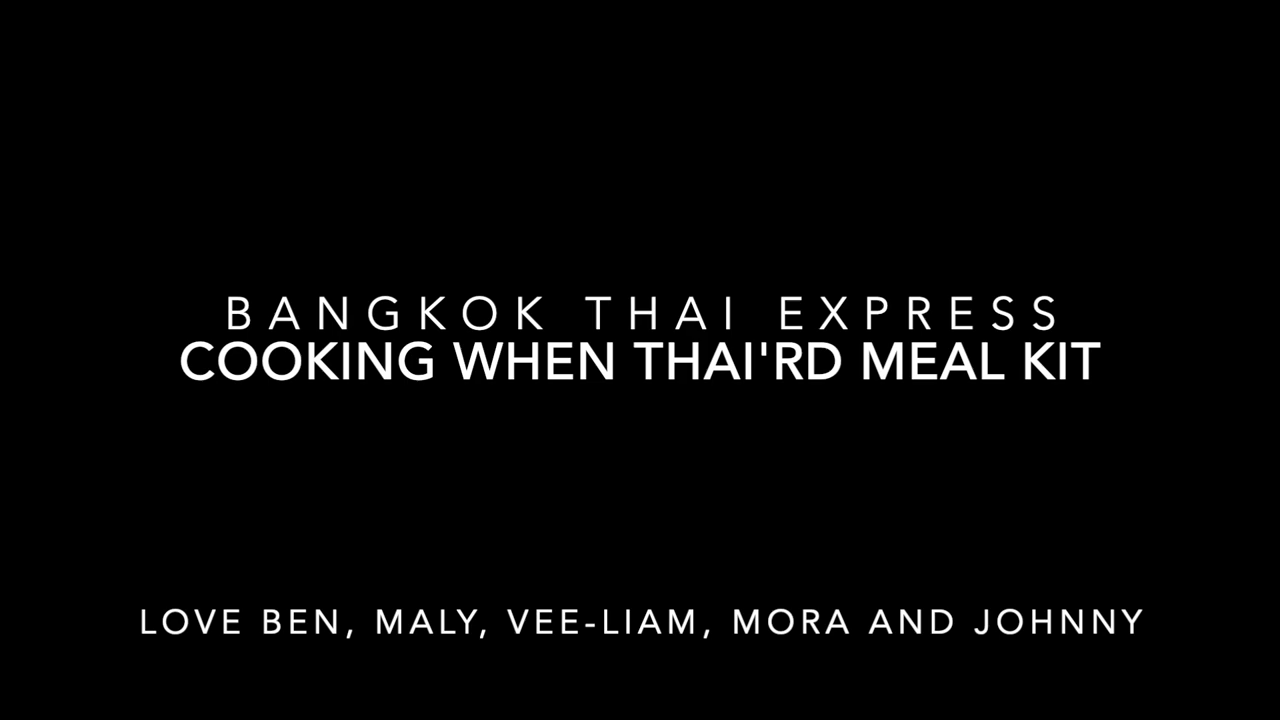 BANGKOK THAI EXPRESS
COOKING WHEN THAI'RD MEAL KIT
LOVE BEN, MALY, VEE-LIAM, MORA AND JOHNNY